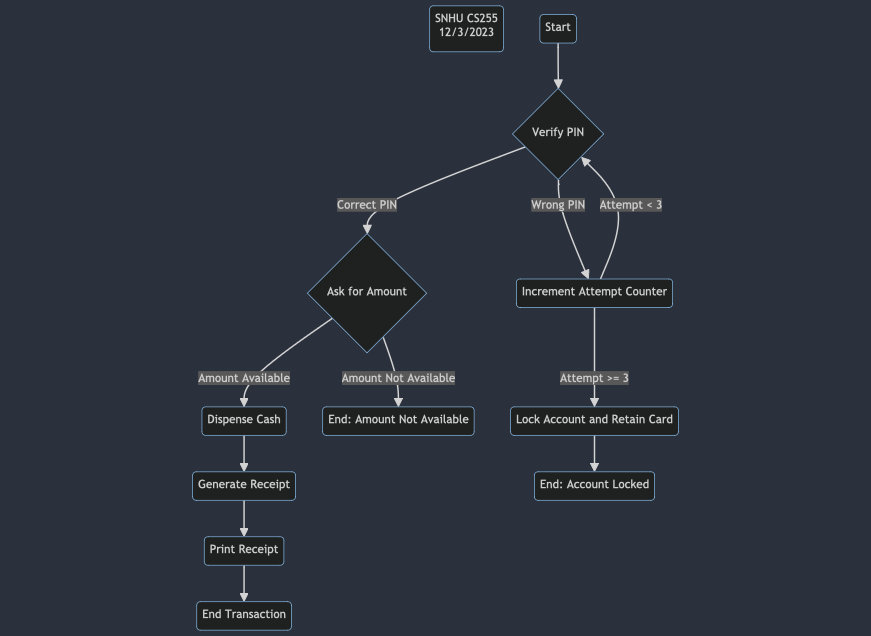 SNHU CS255
12/3/2023
Start
Verify PIN
Correct PIN
Wrong PIN
Attempt < 3
Ask for Amount
Increment Attempt Counter
Amount Available
Amount Not Available
Attempt >= 3
Dispense Cash
End: Amount Not Available
Lock Account and Retain Card
Generate Receipt
End: Account Locked
Print Receipt
End Transaction